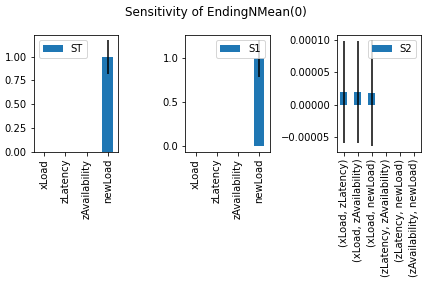 Sensitivity of EndingNMean(0)
ST
1.00
0.75
0.50
0.25
0.00
xLoad
zLatency
zAvailability
newLoad
S1
1.0
0.5
0.0
xLoad
zLatency
zAvailability
newLoad
S2
0.00010
0.00005
0.00000
−0.00005
(xLoad, zLatency)
(xLoad, zAvailability)
(xLoad, newLoad)
(zLatency, zAvailability)
(zLatency, newLoad)
(zAvailability, newLoad)